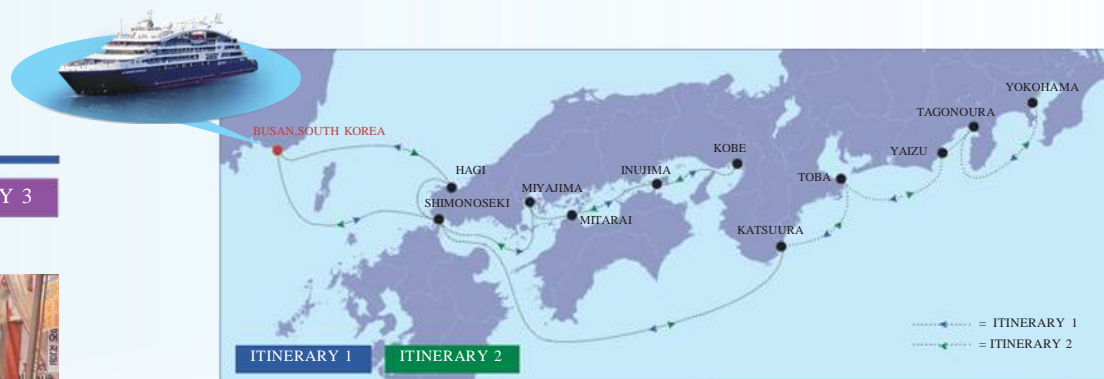 BUSAN,SOUTH KOREA
Y 3
HAGI
SHIMONOSEKI
MIYAJIMA
MITARAI
INUJIMA
KOBE
KATSUURA
TOBA
YAIZU
TAGONOURA
YOKOHAMA
= ITINERARY 1
= ITINERARY 2
ITINERARY 1
ITINERARY 2